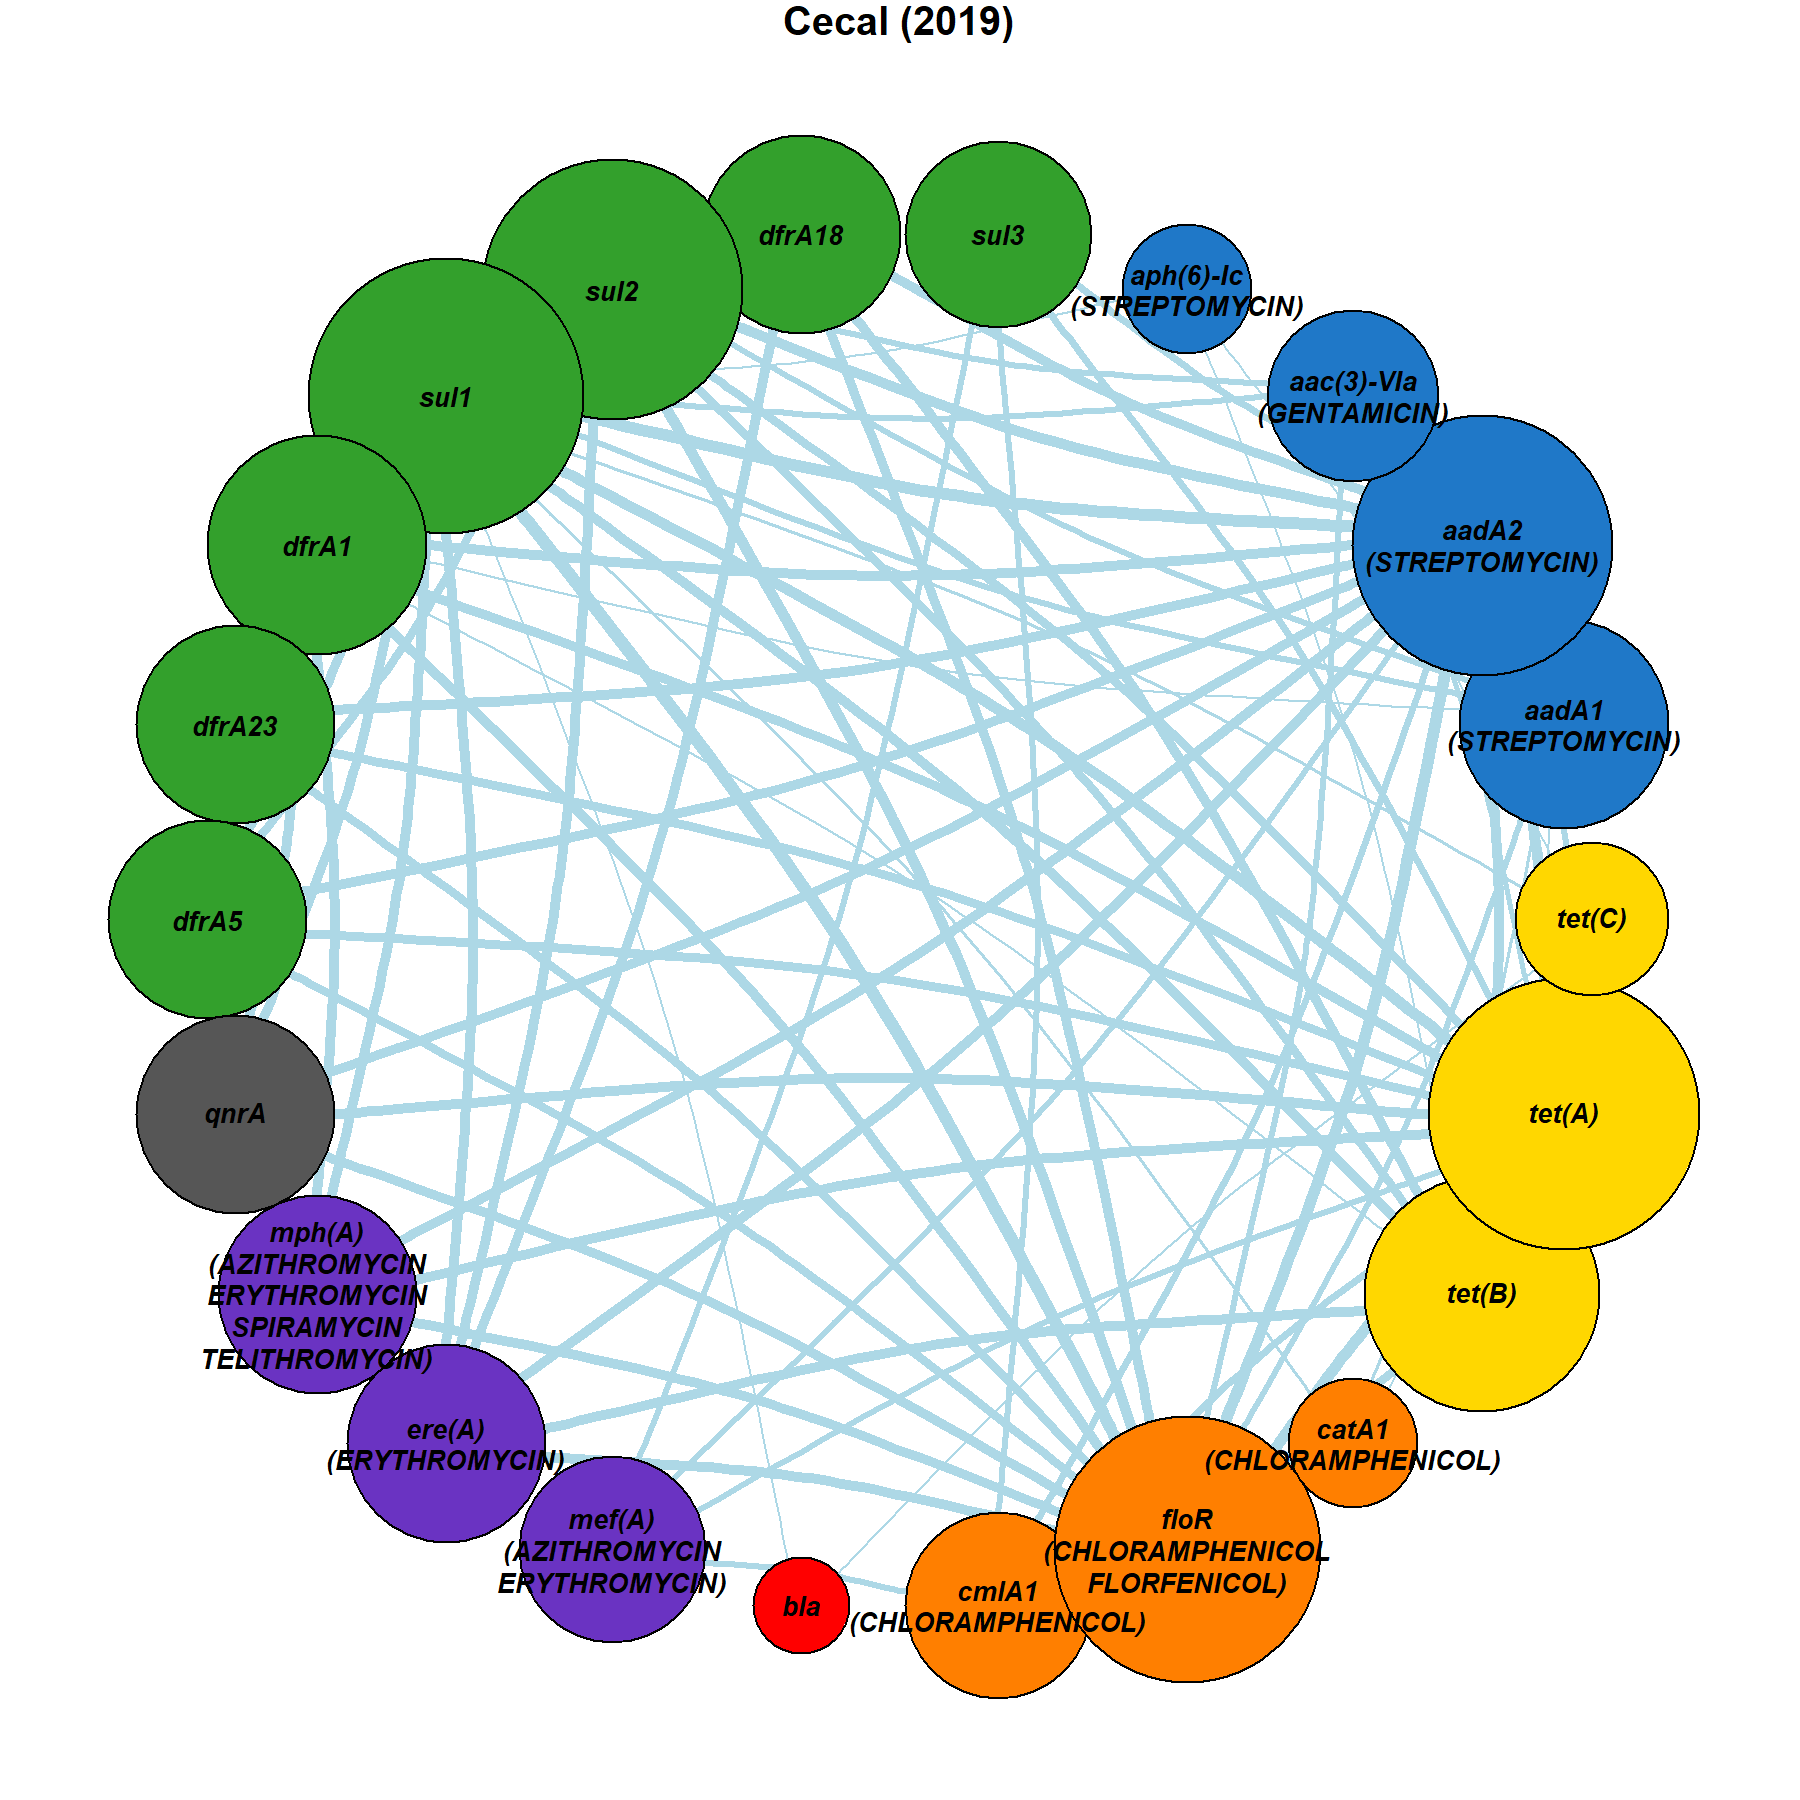 Cecal (2019)
dfrA18
sul3
sul2
aph(6)-Ic
(STREPTOMYCIN)
aac(3)-VIa
(GENTAMICIN)
sul1
aadA2
(STREPTOMYCIN)
dfrA1
aadA1
(STREPTOMYCIN)
dfrA23
tet(C)
dfrA5
tet(A)
qnrA
mph(A)
(AZITHROMYCIN
ERYTHROMYCIN
SPIRAMYCIN
TELITHROMYCIN)
tet(B)
ere(A)
(ERYTHROMYCIN)
catA1
(CHLORAMPHENICOL)
mef(A)
(AZITHROMYCIN
ERYTHROMYCIN)
floR
(CHLORAMPHENICOL
FLORFENICOL)
bla
cmlA1
(CHLORAMPHENICOL)